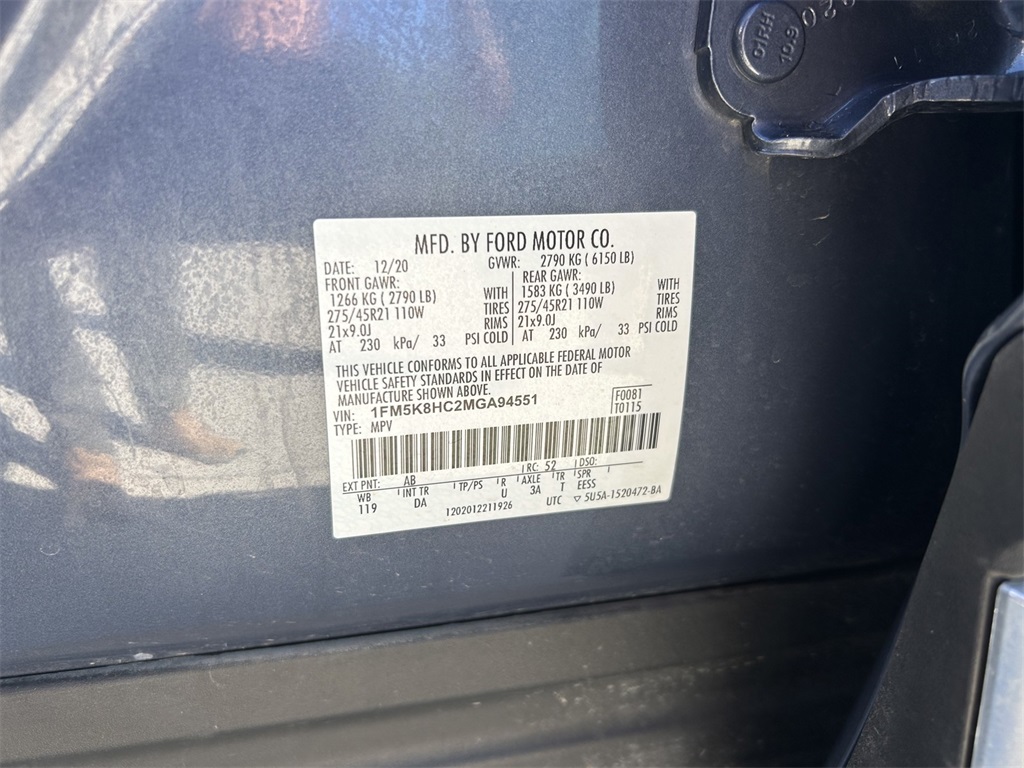 CIRH
10.9
MFD. BY FORD MOTOR CO.
DATE: 12/20 GVWR: 2790 KG ( 6150 LB)
FRONT GAWR: REAR GAWR:
1266 KG ( 2790 LB) WITH 1583 KG ( 3490 LB) WITH
275/45R21 110W TIRES 275/45R21 110W TIRES
21x9.0J RIMS 21x9.0J RIMS
AT 230 kPa/ 33 PSI COLD AT 230 kPa/ 33 PSI COLD
THIS VEHICLE CONFORMS TO ALL APPLICABLE FEDERAL MOTOR
VEHICLE SAFETY STANDARDS IN EFFECT ON THE DATE OF
MANUFACTURE SHOWN ABOVE.
VIN: 1FM5K8HC2MGA94551 F0081
TYPE: MPV T0115
EXT PNT: AB RC: 52 DSO:
WB INT TR TP/PS R AXLE TR SPR
119 DA U 3A T EESS
1202012211926 UTC ▽ 5U5A-1520472-BA